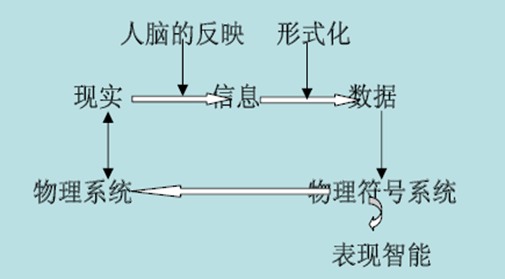 人脑的反映 形式化
现实 信息 数据
物理系统 物理符号系统
表现智能